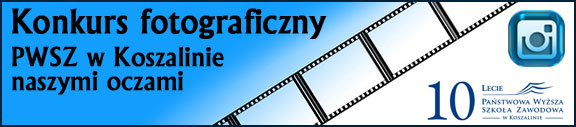 Konkurs fotograficzny
PWSZ w Koszalinie
naszymi oczami
10 LECIE
PAŃSTWOWA WYŻSZA
SZKOŁA ZAWODOWA
W KOSZALINIE